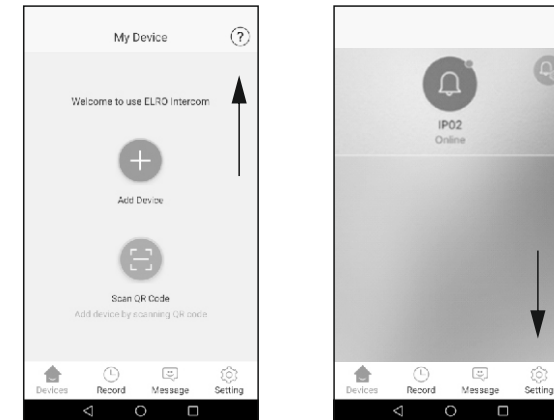 My Device
?
Welcome to use ELRO Intercom
Add Device
Scan QR Code
Add device by scanning QR code
Devices Record Message Setting
IP02
Online
Devices Record Message Setting